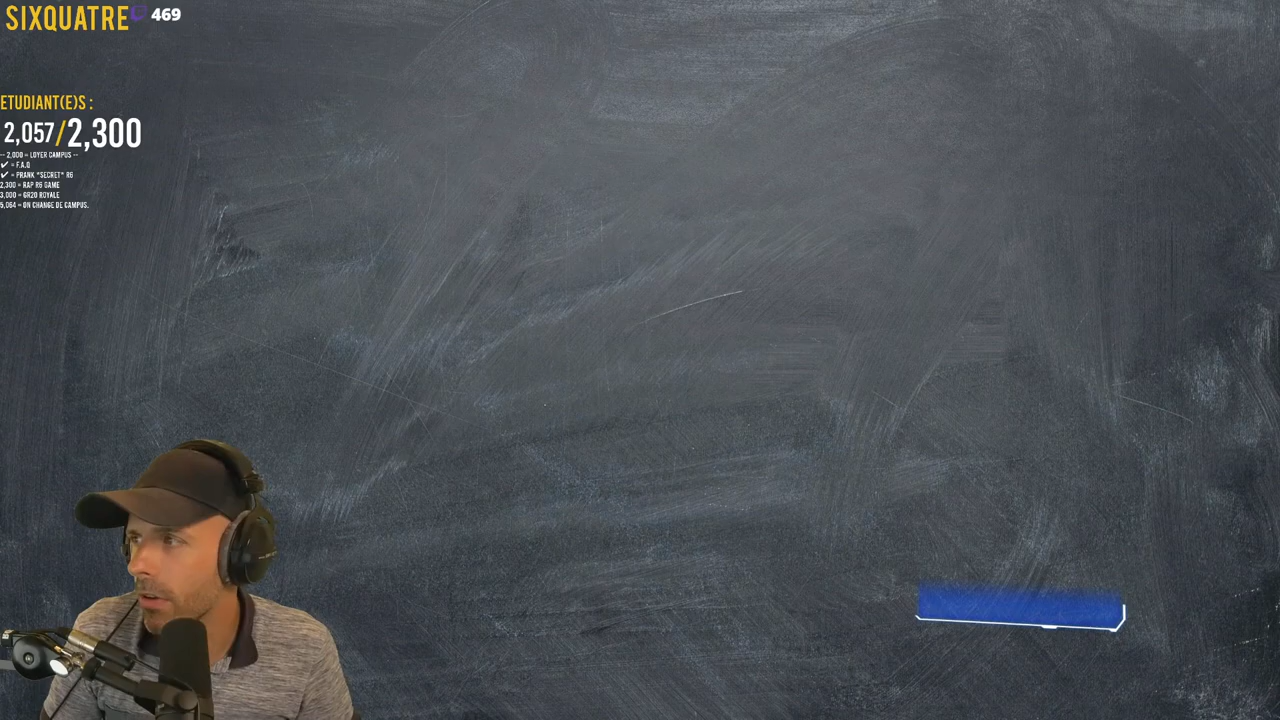 SIXQUATRE 469
ETUDIANT(E)S :
2,057/2,300
-- 2,000 = LOYER CAMPUS --
✔ = F.A.Q
✔ = PRANK *SECRET* R6
2,300 = RAP R6 GAME
3,000 = GR20 ROYALE
5,064 = ON CHANGE DE CAMPUS.